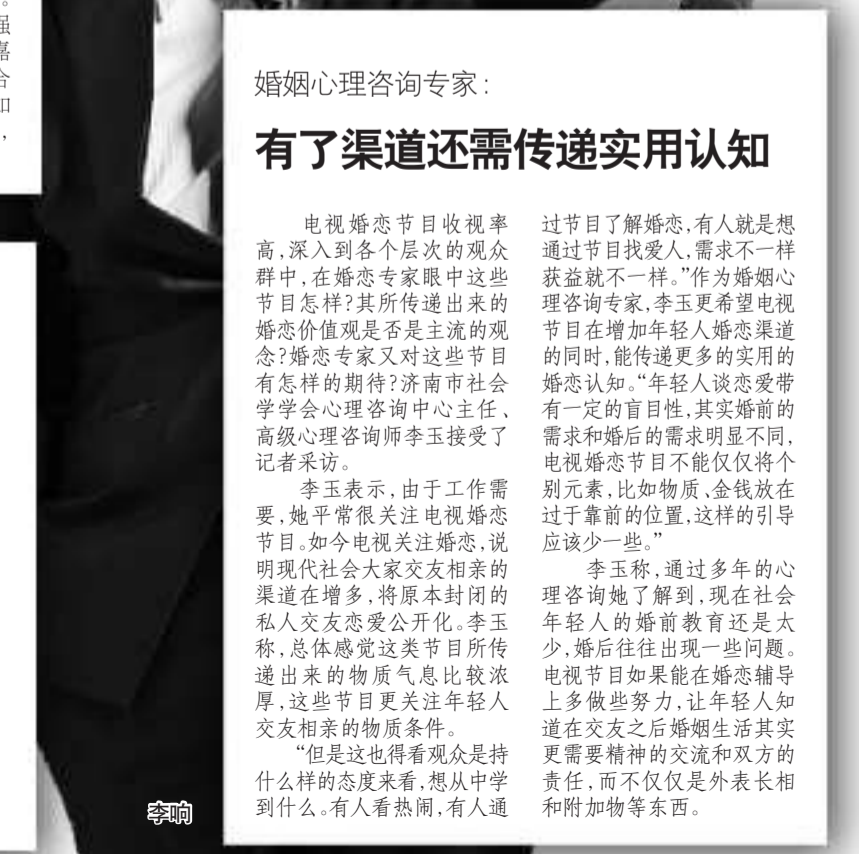 。
强
嘉
合
如
，
婚姻心理咨询专家：
有了渠道还需传递实用认知
电视婚恋节目收视率
高，深入到各个层次的观众
群中，在婚恋专家眼中这些
节目怎样？其所传递出来的
婚恋价值观是否是主流的观
念？婚恋专家又对这些节目
有怎样的期待？济南市社会
学学会心理咨询中心主任、
高级心理咨询师李玉接受了
记者采访。
李玉表示，由于工作需
要，她平常很关注电视婚恋
节目。如今电视关注婚恋，说
明现代社会大家交友相亲的
渠道在增多，将原本封闭的
私人交友恋爱公开化。李玉
称，总体感觉这类节目所传
递出来的物质气息比较浓
厚，这些节目更关注年轻人
交友相亲的物质条件。
“但是这也得看观众是持
什么样的态度来看，想从中学
到什么。有人看热闹，有人通
过节目了解婚恋，有人就是想
通过节目找爱人，需求不一样
获益就不一样。”作为婚姻心
理咨询专家，李玉更希望电视
节目在增加年轻人婚恋渠道
的同时，能传递更多的实用的
婚恋认知。“年轻人谈恋爱带
有一定的盲目性，其实婚前的
需求和婚后的需求明显不同，
电视婚恋节目不能仅仅将个
别元素，比如物质、金钱放在
过于靠前的位置，这样的引导
应该少一些。”
李玉称，通过多年的心
理咨询她了解到，现在社会
年轻人的婚前教育还是太
少，婚后往往出现一些问题。
电视节目如果能在婚恋辅导
上多做些努力，让年轻人知
道在交友之后婚姻生活其实
更需要精神的交流和双方的
责任，而不仅仅是外表长相
和附加物等东西。
李响